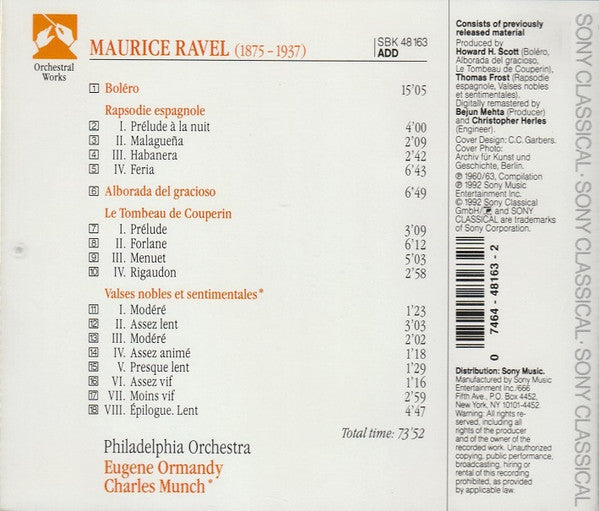 Orchestral
Works
MAURICE RAVEL (1875 – 1937)
SBK 48 163
ADD
1 Boléro 15'05
Rapsodie espagnole
2 I. Prélude à la nuit 4'00
3 II. Malagueña 2'09
4 III. Habanera 2'42
5 IV. Feria 6'43
6 Alborada del gracioso 6'49
Le Tombeau de Couperin
7 I. Prélude 3'09
8 II. Forlane 6'12
9 III. Menuet 5'03
10 IV. Rigaudon 2'58
Valses nobles et sentimentales*
11 I. Modéré 1'23
12 II. Assez lent 3'03
13 III. Modéré 2'02
14 IV. Assez animé 1'18
15 V. Presque lent 1'29
16 VI. Assez vif 1'16
17 VII. Moins vif 2'59
18 VIII. Épilogue. Lent 4'47
Total time: 73'52
Philadelphia Orchestra
Eugene Ormandy
Charles Munch*
Consists of previously
released material
Produced by
Howard H. Scott (Boléro,
Alborada del gracioso,
Le Tombeau de Couperin),
Thomas Frost (Rapsodie
espagnole, Valses nobles
et sentimentales).
Digitally remastered by
Bejun Mehta (Producer)
and Christopher Herles
(Engineer).
Cover Design: C.C. Garbers.
Cover Photo:
Archiv für Kunst und
Geschichte, Berlin.
℗ 1960/63, Compilation
℗ 1992 Sony Music
Entertainment Inc.
© 1992 Sony Classical
GmbH/ and SONY
CLASSICAL are trademarks
of Sony Corporation.
0 7464-48163-2
Distribution: Sony Music.
Manufactured by Sony Music
Entertainment Inc./666
Fifth Ave., P.O. Box 4452,
New York, NY 10101-4452.
Warning: All rights re-
served, including all
rights of the producer
and of the owner of the
recorded work. Unauthorized
copying, public performance,
broadcasting, hiring or
rental of this recording
prohibited, as provided
by applicable law.
SONY CLASSICAL · SONY CLASSICAL · SONY CLASSICAL · SONY CLASSICAL